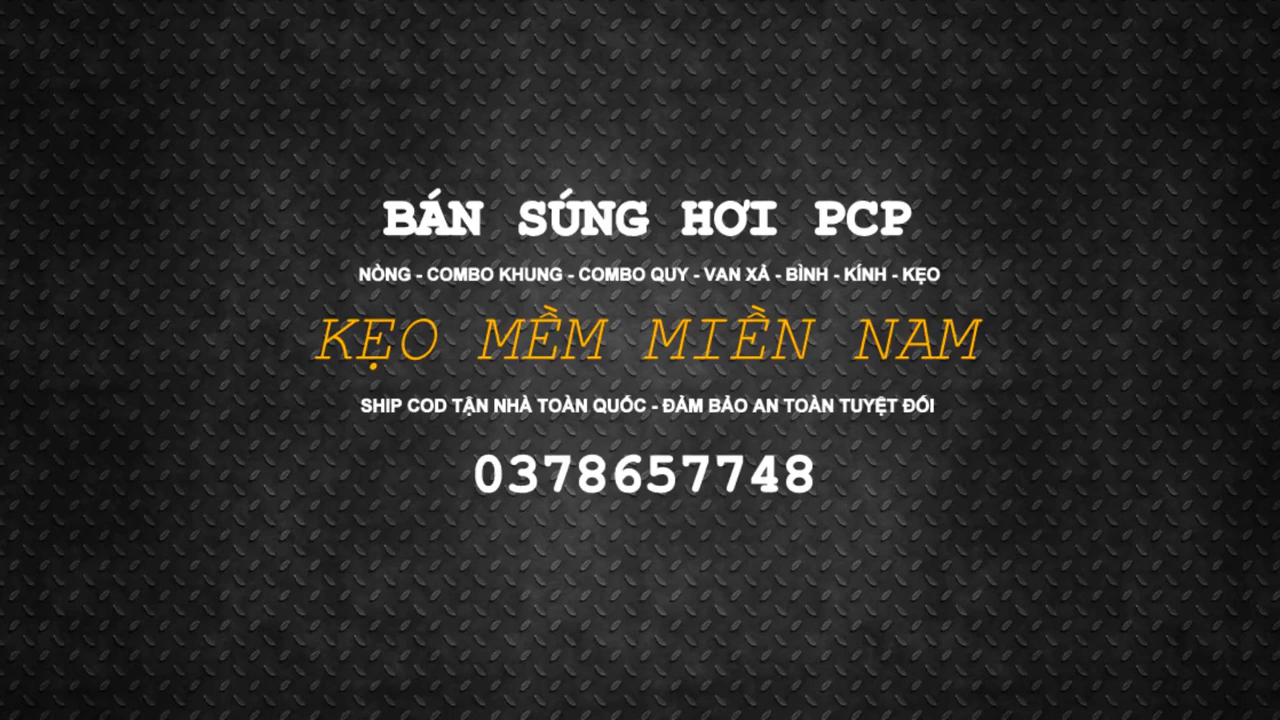 BÁN SÚNG HƠI PCP
NÒNG - COMBO KHUNG - COMBO QUY - VAN XẢ - BÌNH - KÍNH - KẸO
KẸO MỀM MIỀN NAM
SHIP COD TẬN NHÀ TOÀN QUỐC - ĐẢM BẢO AN TOÀN TUYỆT ĐỐI
0378657748